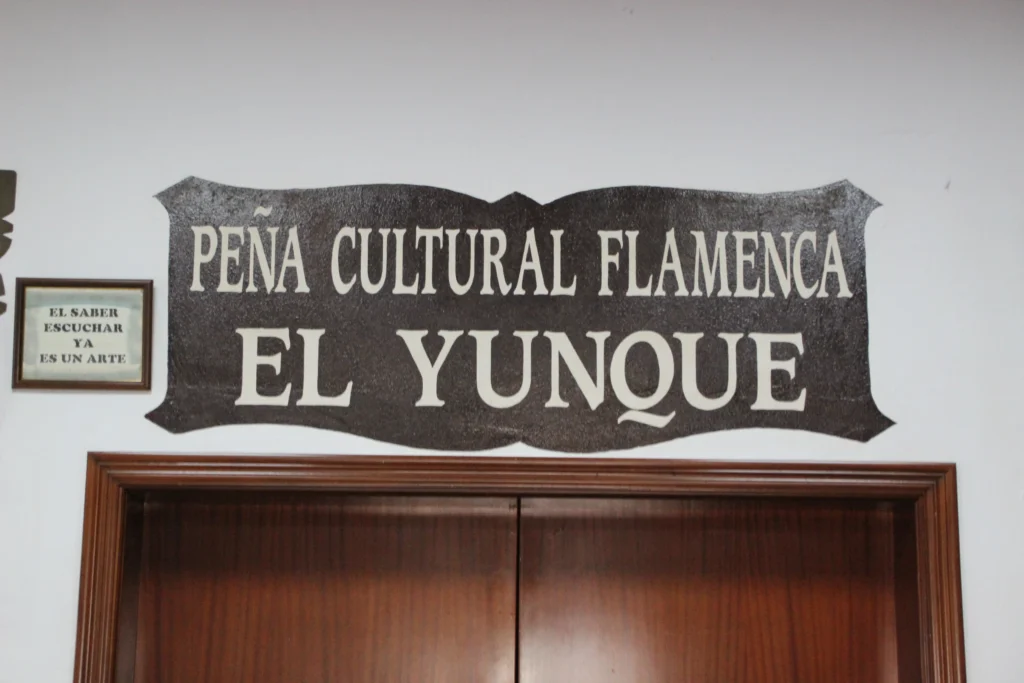 PEÑA CULTURAL FLAMENCA
EL YUNQUE
EL SABER
ESCUCHAR
YA
ES UN ARTE